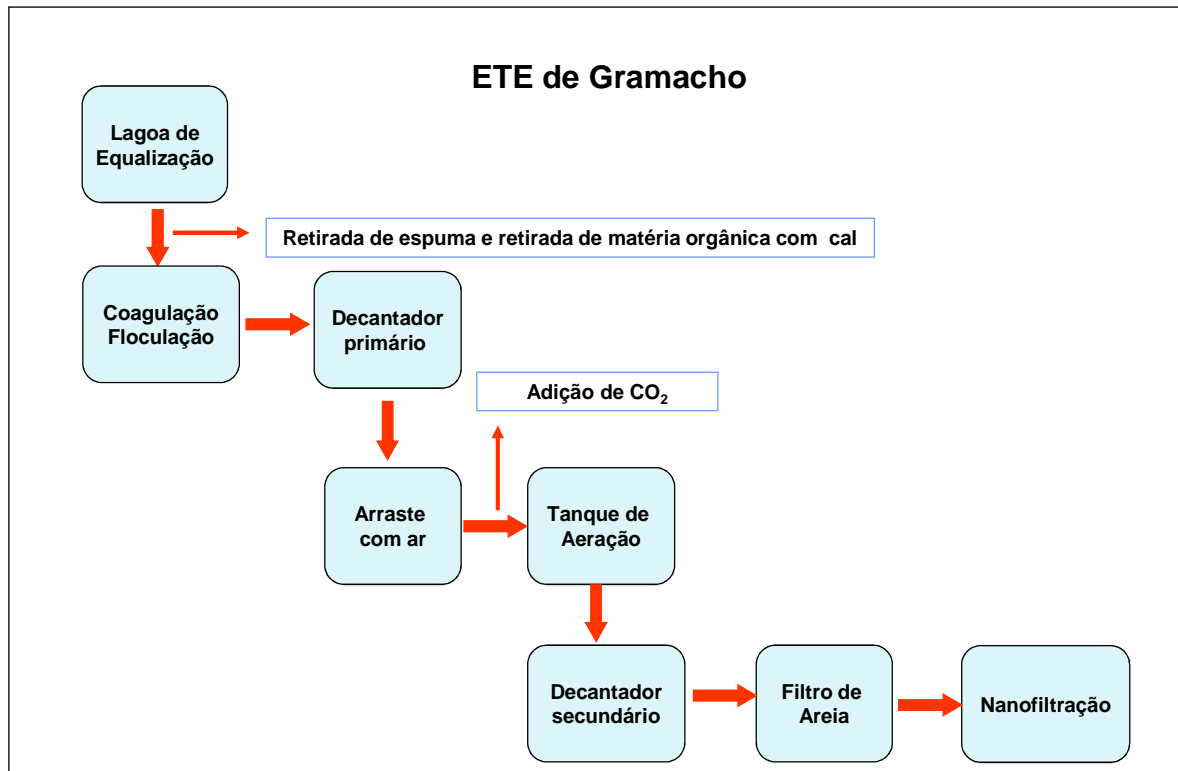 ETE de Gramacho
Lagoa de
Equalização
Retirada de espuma e retirada de matéria orgânica com cal
Coagulação
Floculação
Decantador
primário
Adição de CO₂
Arraste
com ar
Tanque de
Aeração
Decantador
secundário
Filtro de
Areia
Nanofiltração